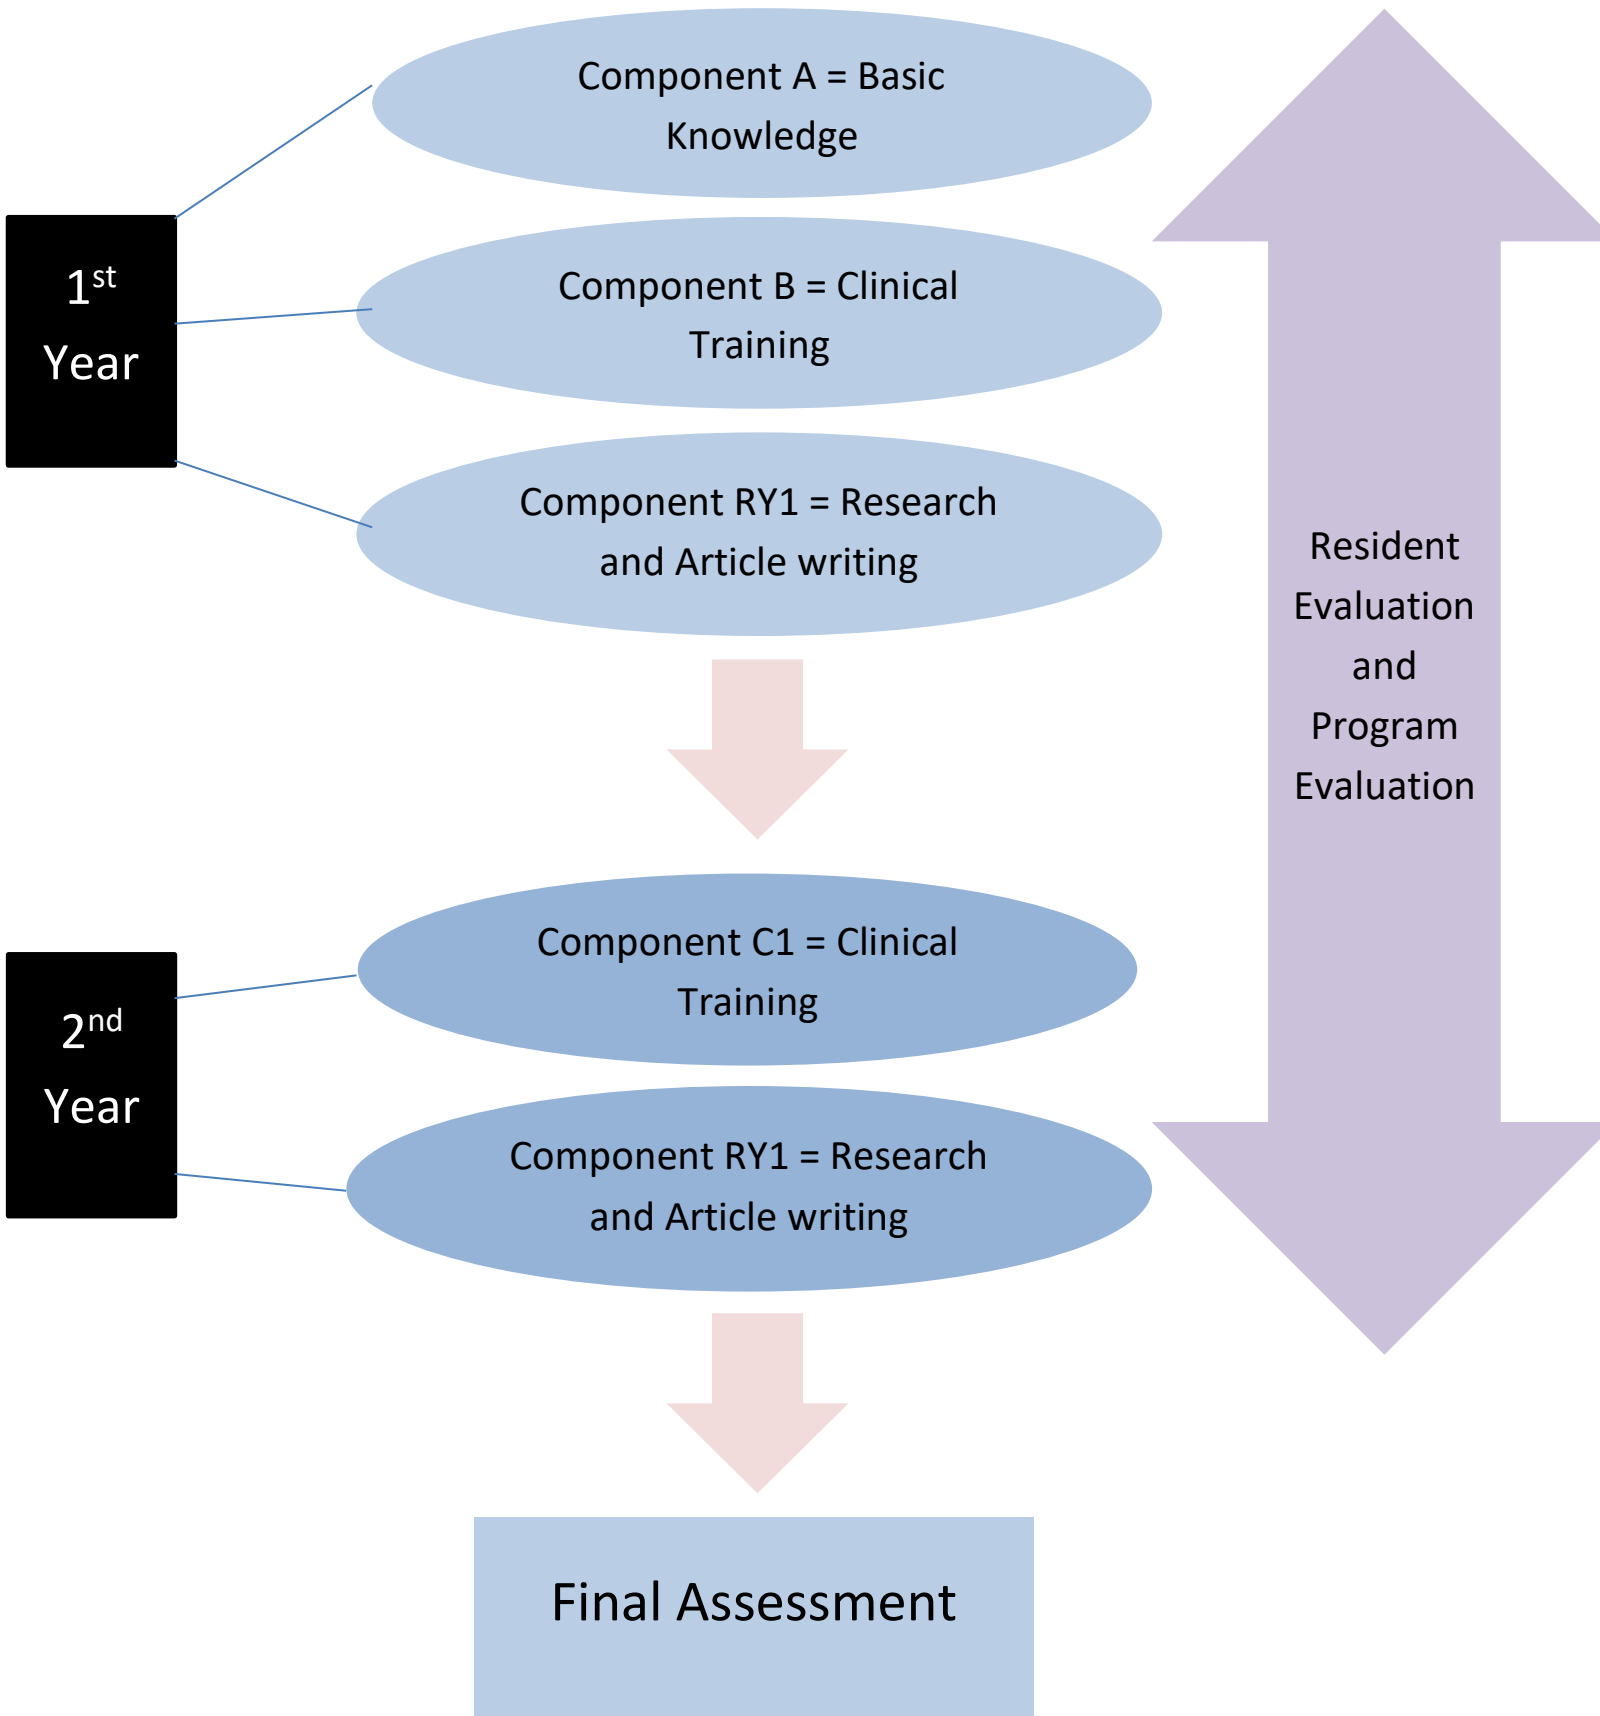 Component A = Basic
Knowledge
1st
Year
Component B = Clinical
Training
Component RY1 = Research
and Article writing
Resident
Evaluation
and
Program
Evaluation
2nd
Year
Component C1 = Clinical
Training
Component RY1 = Research
and Article writing
Final Assessment